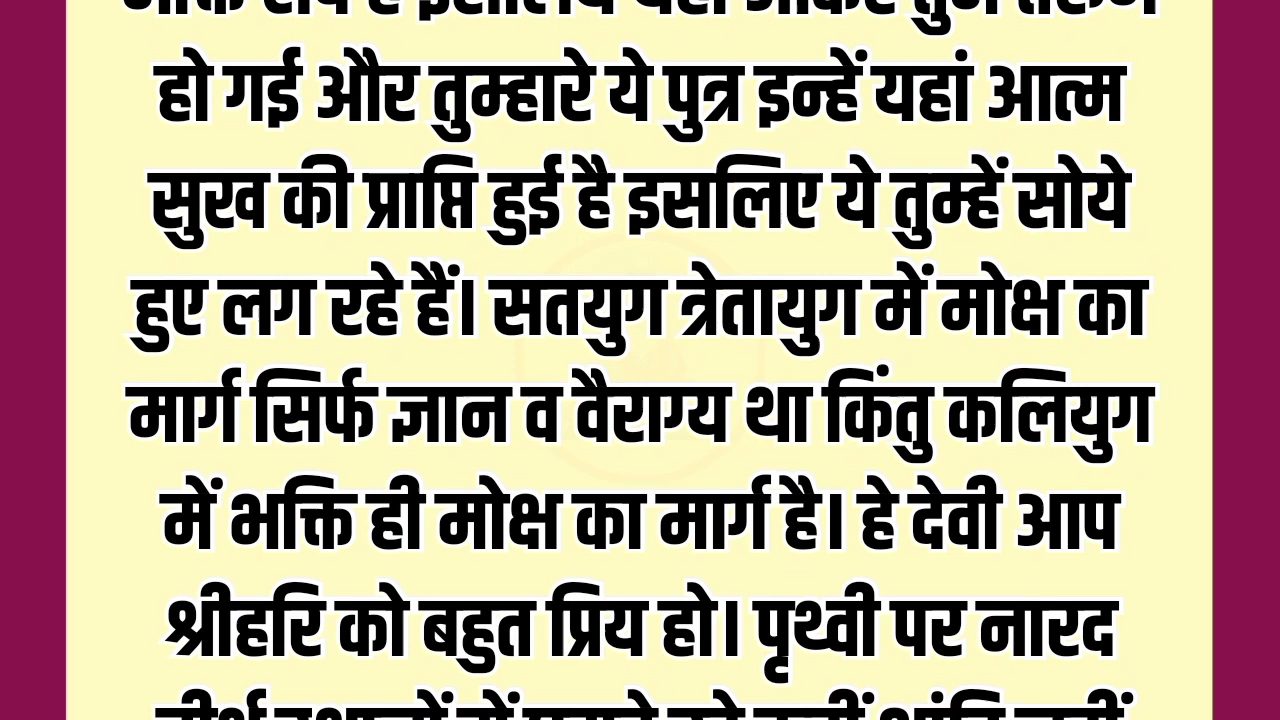 हो गई और तुम्हारे ये पुत्र इन्हें यहां आत्म
सुख की प्राप्ति हुई है इसलिए ये तुम्हें सोये
हुए लग रहे हैं। सतयुग त्रेतायुग में मोक्ष का
मार्ग सिर्फ ज्ञान व वैराग्य था किंतु कलियुग
में भक्ति ही मोक्ष का मार्ग है। हे देवी आप
श्रीहरि को बहुत प्रिय हो। पृथ्वी पर नारद